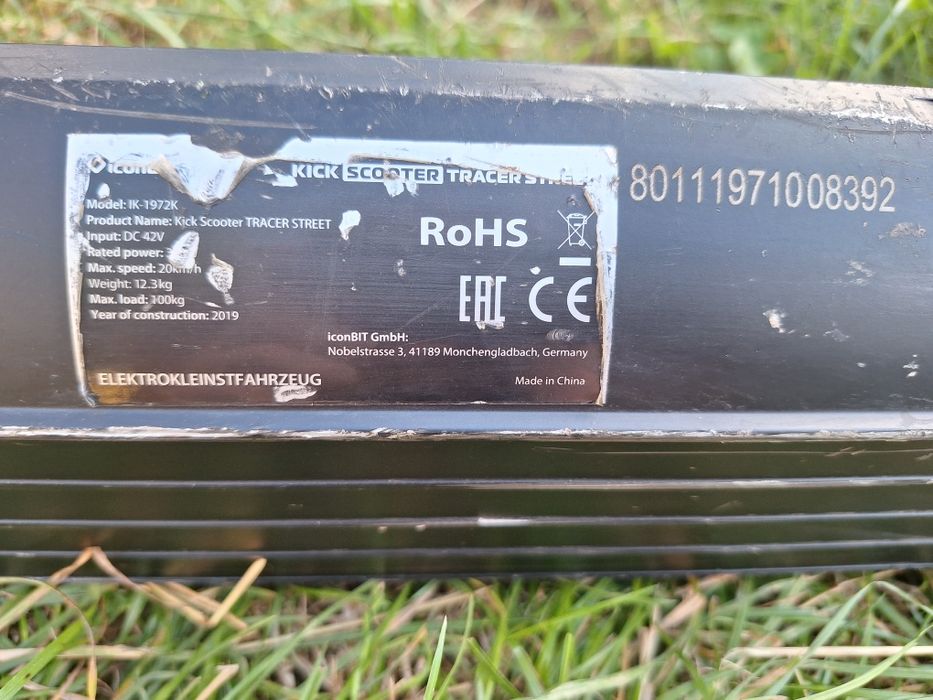 KICK SCOOTER TRACER
80111971008392
Model: IK-1972K
Product Name: Kick Scooter TRACER STREET
Input: DC 42V
Rated power:
Max. speed: 20km/h
Weight: 12.3kg
Max. load: 100kg
Year of construction: 2019
RoHS
EAC CE
iconBIT GmbH:
Nobelstrasse 3, 41189 Monchengladbach, Germany
ELEKTROKLEINSTFAHRZEUG
Made in China